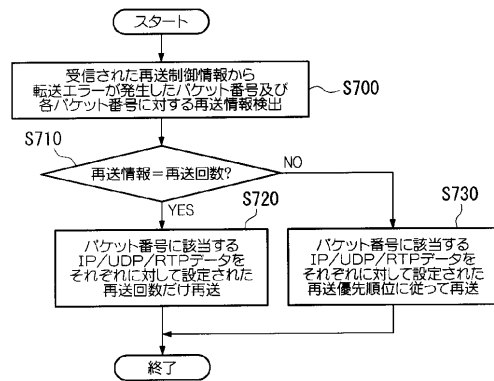 スタート
受信された再送制御情報から
転送エラーが発生したパケット番号及び
各パケット番号に対する再送情報検出
S700
S710
再送情報＝再送回数?
NO
YES
S720
S730
パケット番号に該当する
IP/UDP/RTPデータを
それぞれに対して設定された
再送回数だけ再送
パケット番号に該当する
IP/UDP/RTPデータを
それぞれに対して設定された
再送優先順位に従って再送
終了